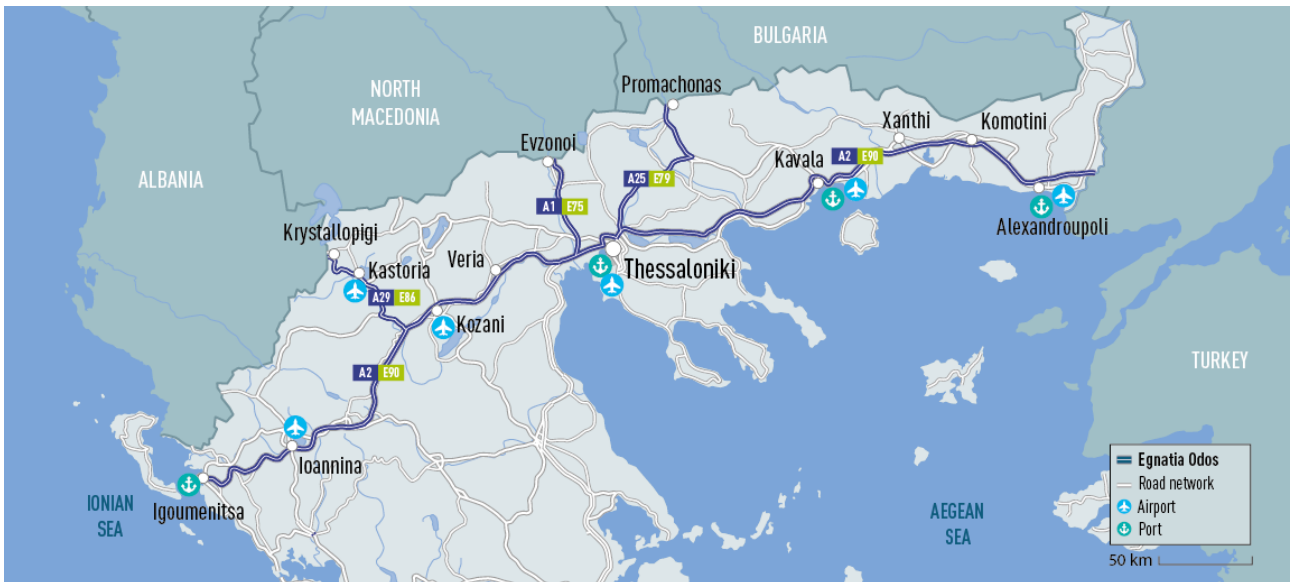 BULGARIA
NORTH
MACEDONIA
ALBANIA
TURKEY
Promachonas
Evzonoi
Xanthi
Komotini
Kavala
A2 E90
A25 E79
A1 E75
Alexandroupoli
Krystallopigi
Kastoria
Veria
Thessaloniki
A29 E86
Kozani
A2 E90
Ioannina
Igoumenitsa
IONIAN
SEA
AEGEAN
SEA
Egnatia Odos
Road network
Airport
Port
50 km